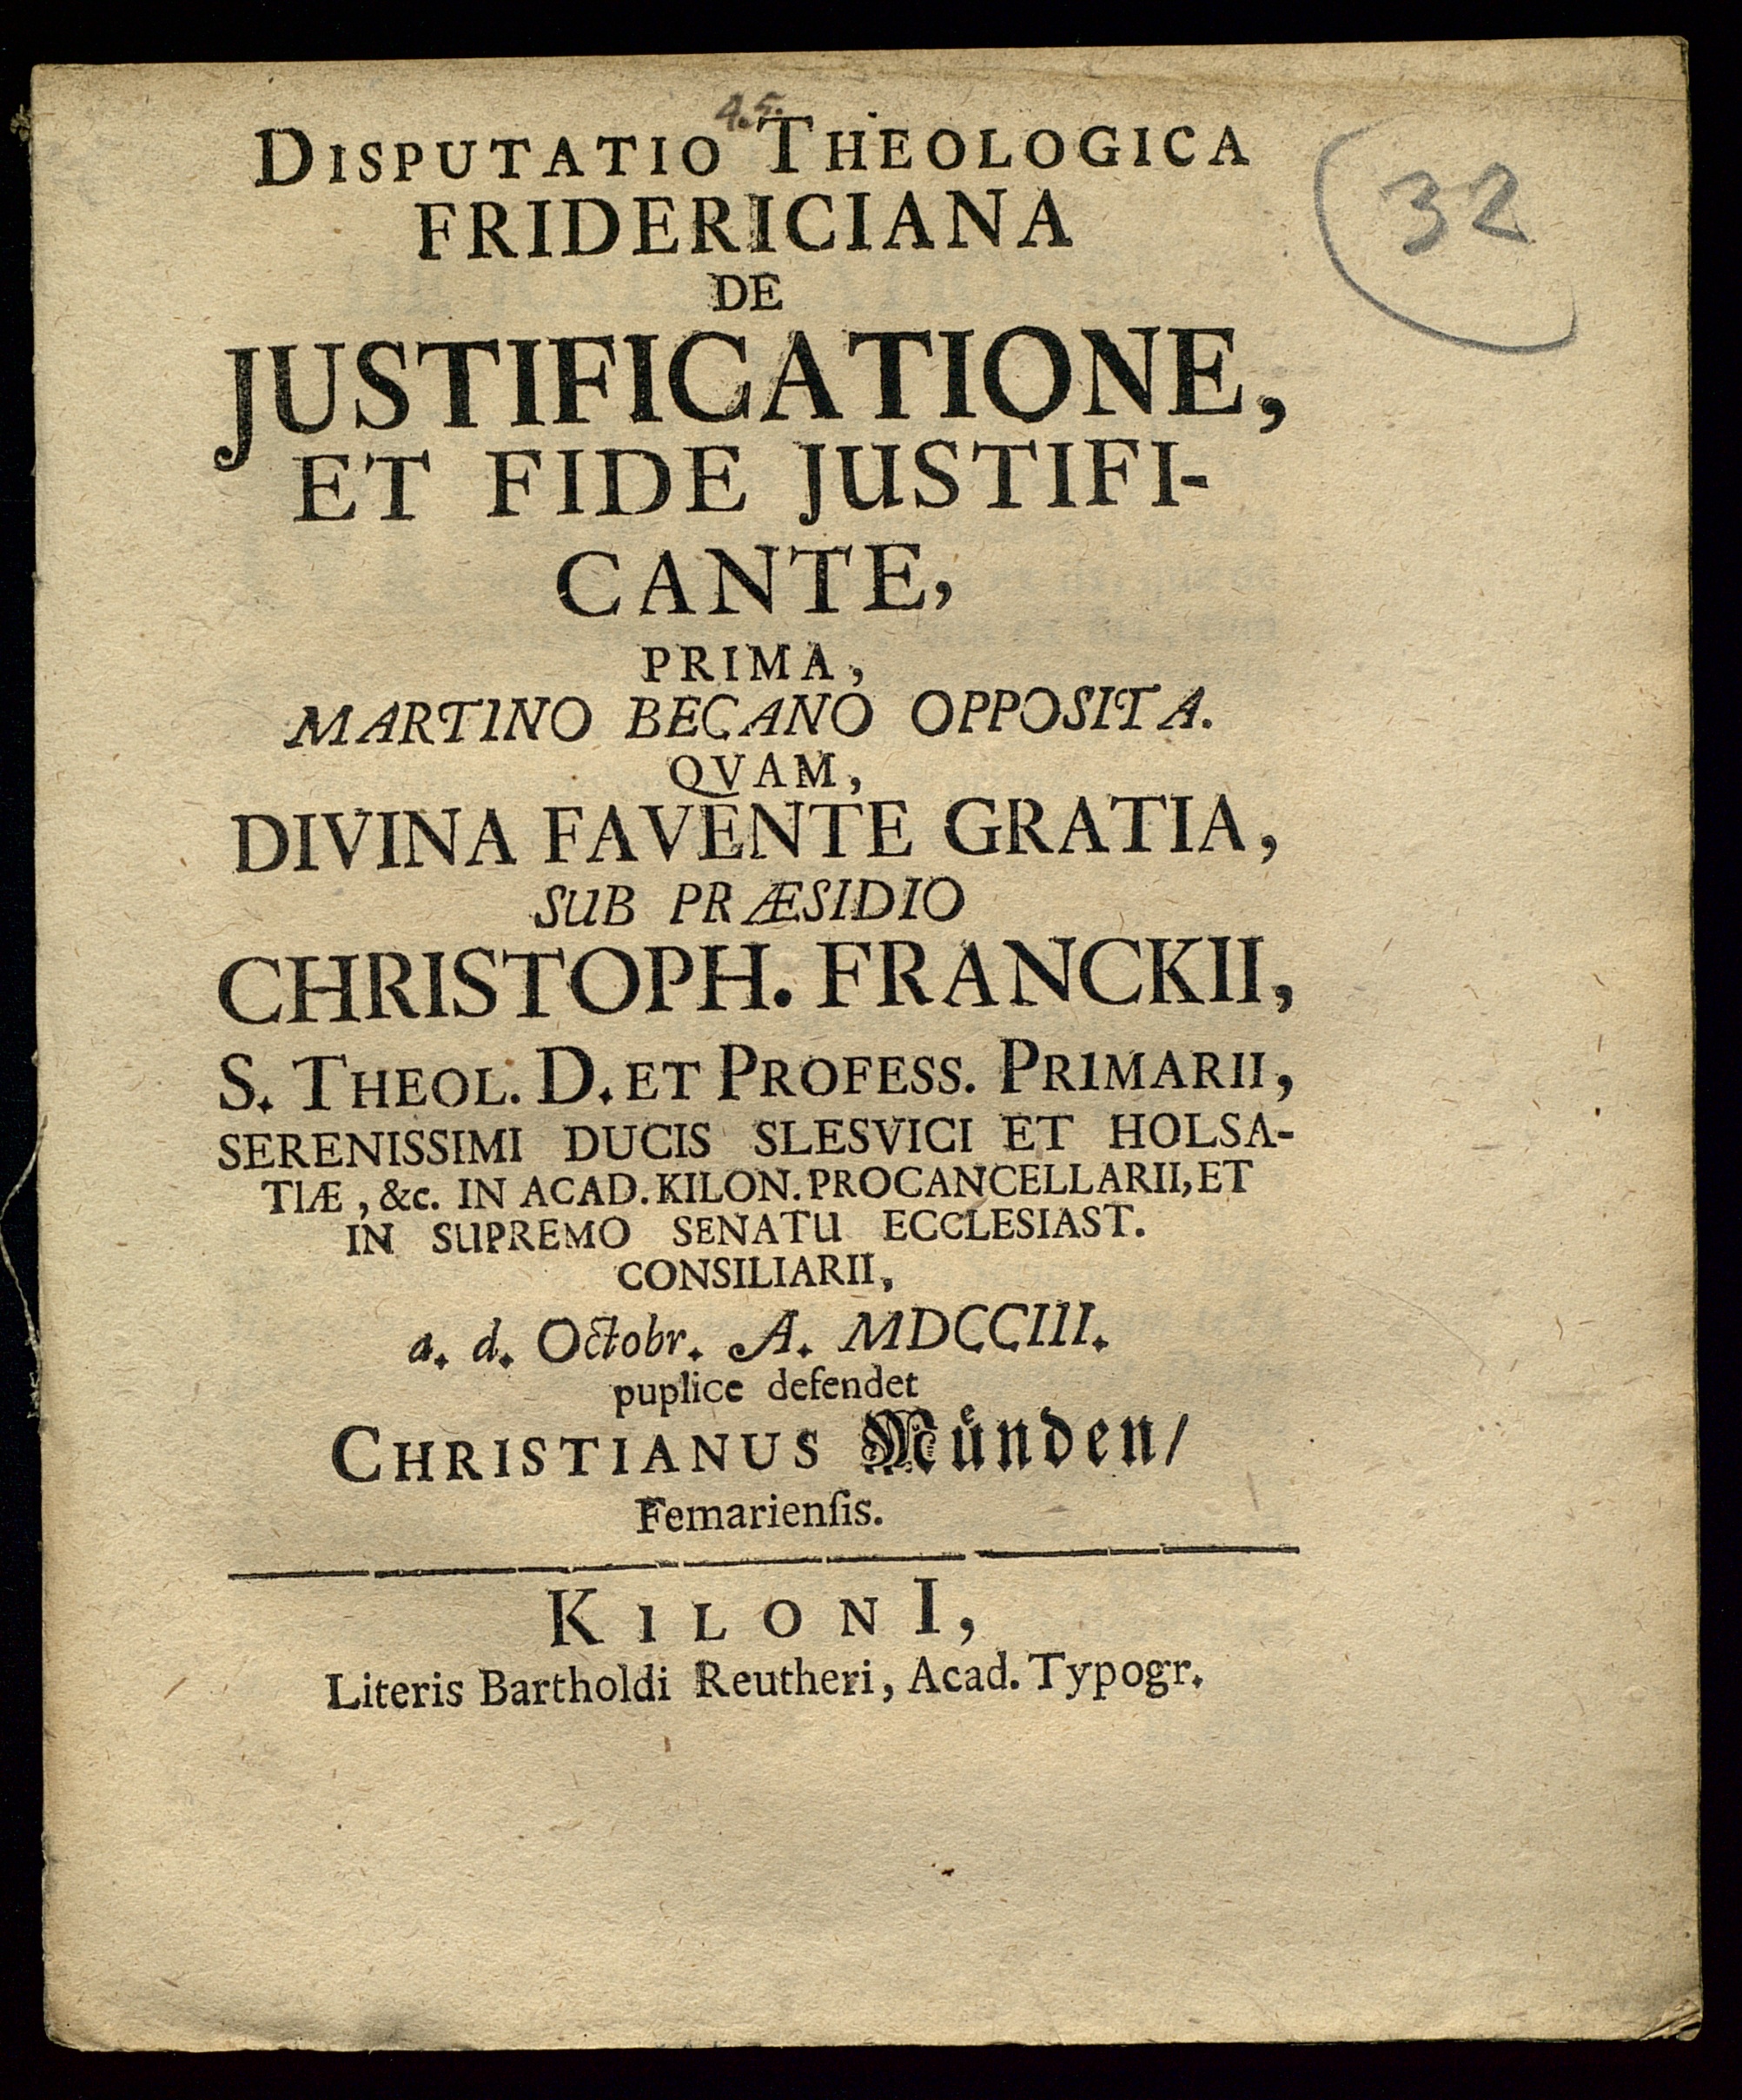 4.5.
32
DISPUTATIO THEOLOGICA
FRIDERICIANA
DE
JUSTIFICATIONE,
ET FIDE JUSTIFI-
CANTE,
PRIMA,
MARTINO BECANO OPPOSITA.
QVAM,
DIVINA FAVENTE GRATIA,
SUB PRÆSIDIO
CHRISTOPH. FRANCKII,
S. THEOL. D. ET PROFESS. PRIMARII,
SERENISSIMI DUCIS SLESVICI ET HOLSA-
TIÆ, &c. IN ACAD. KILON. PROCANCELLARII, ET
IN SUPREMO SENATU ECCLESIAST.
CONSILIARII,
a. d. Octobr. A. MDCCIII.
puplice defendet
CHRISTIANUS Münden/
Femarienſis.
KILONI,
Literis Bartholdi Reutheri, Acad. Typogr.